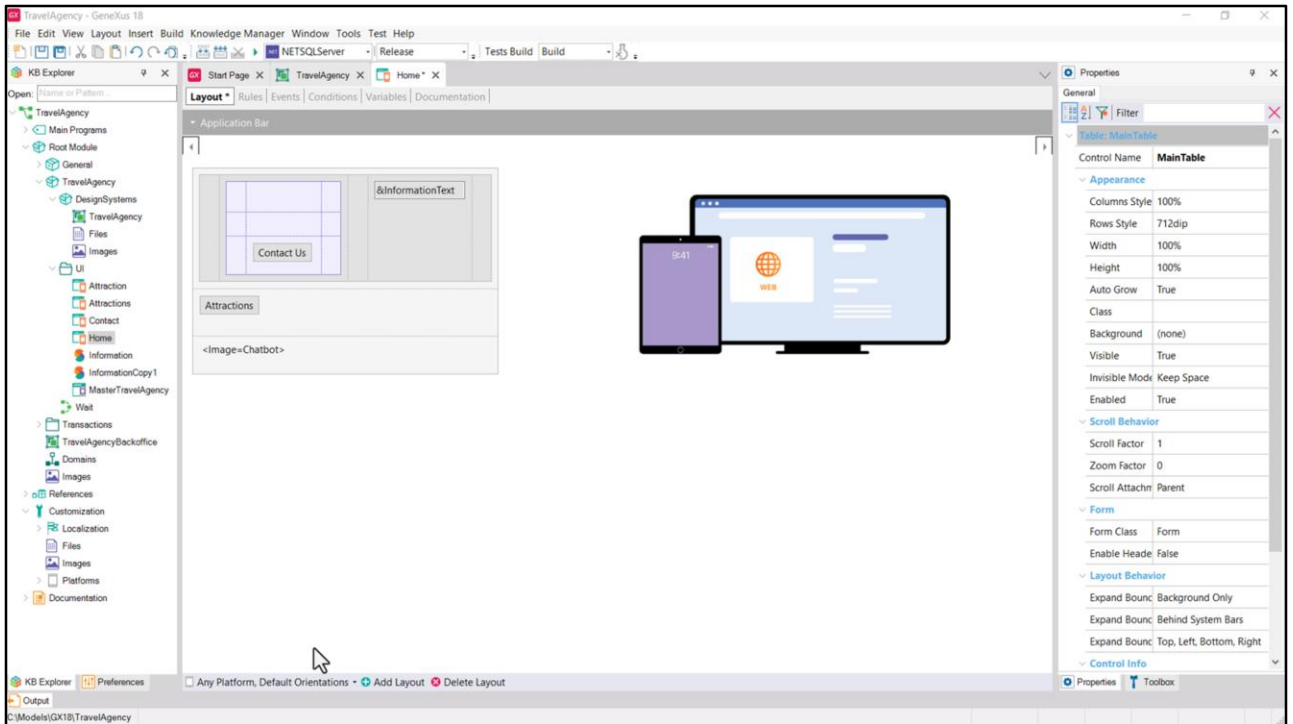 TravelAgency - GeneXus 18
File Edit View Layout Insert Build Knowledge Manager Window Tools Test Help
NETSQLServer Release Tests Build Build
KB Explorer
Open: Name or Pattern...
TravelAgency
Main Programs
Root Module
General
TravelAgency
DesignSystems
TravelAgency
Files
Images
UI
Attraction
Attractions
Contact
Home
Information
InformationCopy1
MasterTravelAgency
Wait
Transactions
TravelAgencyBackoffice
Domains
Images
References
Customization
Localization
Files
Images
Platforms
Documentation
KB Explorer Preferences
Output
C:\Models\GX18\TravelAgency
Start Page X TravelAgency X Home* X
Layout * Rules Events Conditions Variables Documentation
Application Bar
&InformationText
Contact Us
Attractions
<Image=Chatbot>
9:41
WEB
Any Platform, Default Orientations Add Layout Delete Layout
Properties
General
Filter
Table: MainTable
Control Name MainTable
Appearance
Columns Style 100%
Rows Style 712dip
Width 100%
Height 100%
Auto Grow True
Class
Background (none)
Visible True
Invisible Mode Keep Space
Enabled True
Scroll Behavior
Scroll Factor 1
Zoom Factor 0
Scroll Attachm Parent
Form
Form Class Form
Enable Heade False
Layout Behavior
Expand Bounc Background Only
Expand Bounc Behind System Bars
Expand Bounc Top, Left, Bottom, Right
Control Info
Properties Toolbox